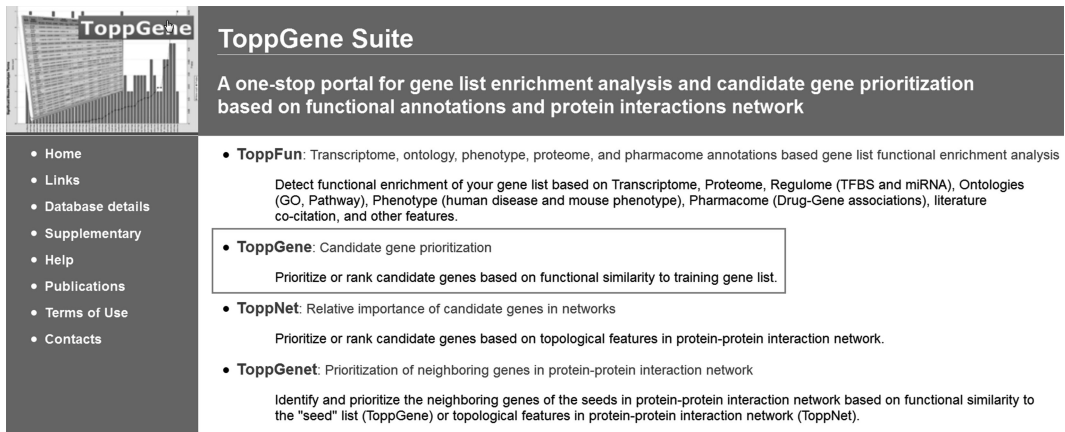 ToppGene
ToppGene Suite
A one-stop portal for gene list enrichment analysis and candidate gene prioritization
based on functional annotations and protein interactions network
• Home
• Links
• Database details
• Supplementary
• Help
• Publications
• Terms of Use
• Contacts
• ToppFun: Transcriptome, ontology, phenotype, proteome, and pharmacome annotations based gene list functional enrichment analysis
Detect functional enrichment of your gene list based on Transcriptome, Proteome, Regulome (TFBS and miRNA), Ontologies
(GO, Pathway), Phenotype (human disease and mouse phenotype), Pharmacome (Drug-Gene associations), literature
co-citation, and other features.
• ToppGene: Candidate gene prioritization
Prioritize or rank candidate genes based on functional similarity to training gene list.
• ToppNet: Relative importance of candidate genes in networks
Prioritize or rank candidate genes based on topological features in protein-protein interaction network.
• ToppGenet: Prioritization of neighboring genes in protein-protein interaction network
Identify and prioritize the neighboring genes of the seeds in protein-protein interaction network based on functional similarity to
the "seed" list (ToppGene) or topological features in protein-protein interaction network (ToppNet).